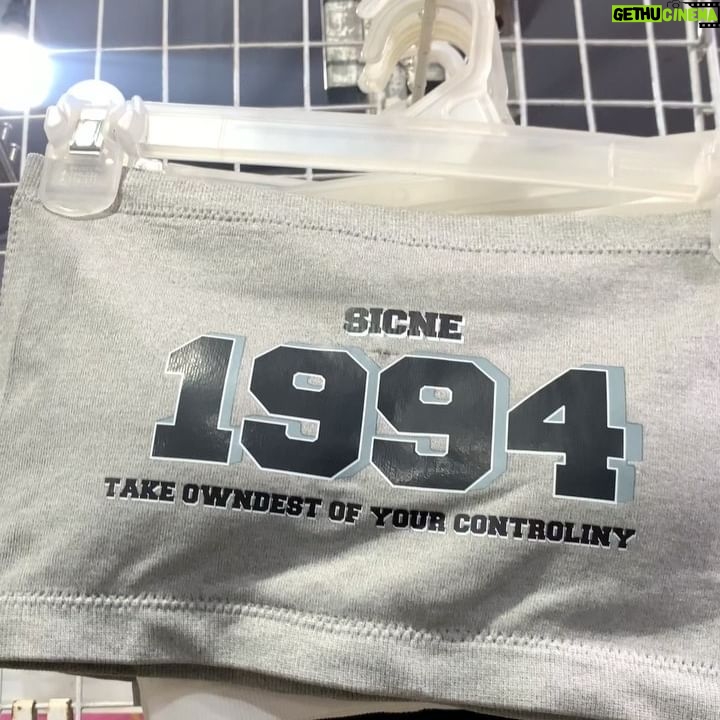 GETHUCINEMA
SICNE
1994
TAKE OWNDEST OF YOUR CONTROLINY